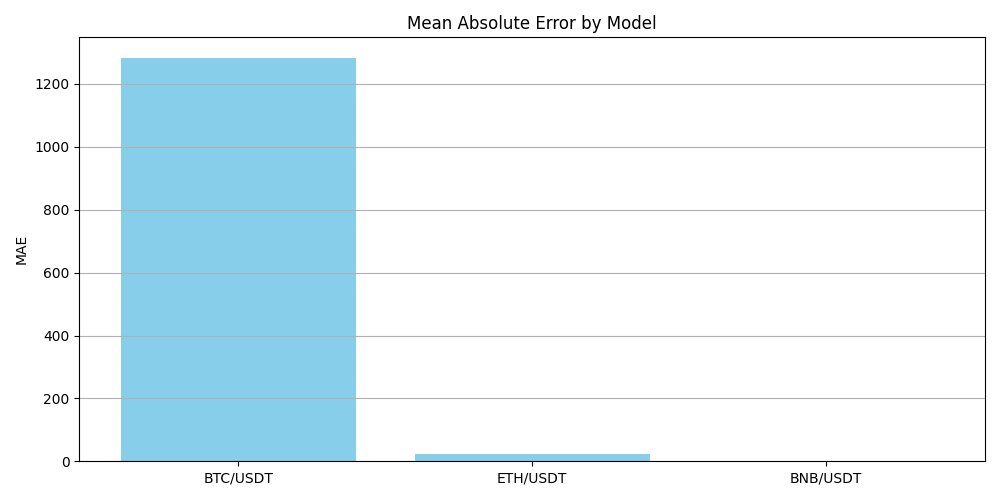 Mean Absolute Error by Model
MAE
1200
1000
800
600
400
200
0
BTC/USDT ETH/USDT BNB/USDT